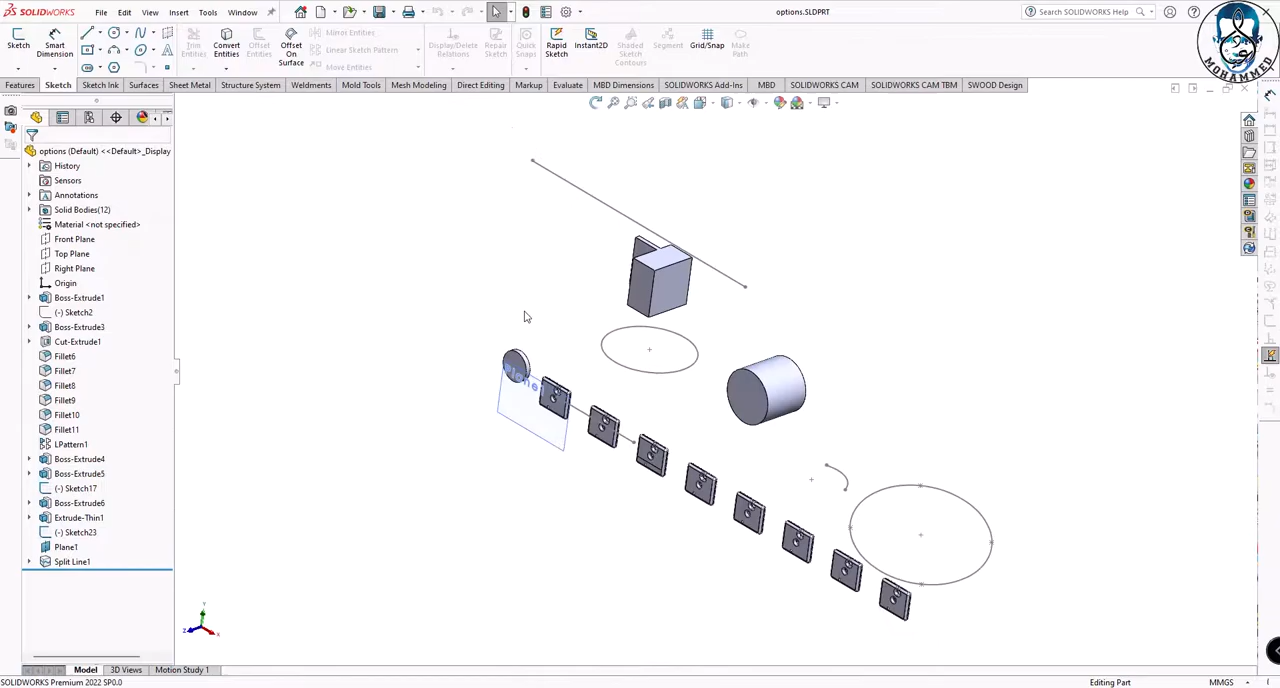 SOLIDWORKS
File
Edit
View
Insert
Tools
Window
options.SLDPRT
Search SOLIDWORKS Help
MOHAMMED
Sketch
Smart Dimension
Trim Entities
Convert Entities
Offset Entities
Offset On Surface
Mirror Entities
Linear Sketch Pattern
Move Entities
Display/Delete Relations
Repair Sketch
Quick Snaps
Rapid Sketch
Instant2D
Shaded Sketch Contours
Segment
Grid/Snap
Make Path
Features
Sketch
Sketch Ink
Surfaces
Sheet Metal
Structure System
Weldments
Mold Tools
Mesh Modeling
Direct Editing
Markup
Evaluate
MBD Dimensions
SOLIDWORKS Add-Ins
MBD
SOLIDWORKS CAM
SOLIDWORKS CAM TBM
SWOOD Design
options (Default) <<Default>_Display
History
Sensors
Annotations
Solid Bodies(12)
Material <not specified>
Front Plane
Top Plane
Right Plane
Origin
Boss-Extrude1
(-) Sketch2
Boss-Extrude3
Cut-Extrude1
Fillet6
Fillet7
Fillet8
Fillet9
Fillet10
Fillet11
LPattern1
Boss-Extrude4
Boss-Extrude5
(-) Sketch17
Boss-Extrude6
Extrude-Thin1
(-) Sketch23
Plane1
Split Line1
Z
Y
X
Model
3D Views
Motion Study 1
SOLIDWORKS Premium 2022 SP0.0
Editing Part
MMGS